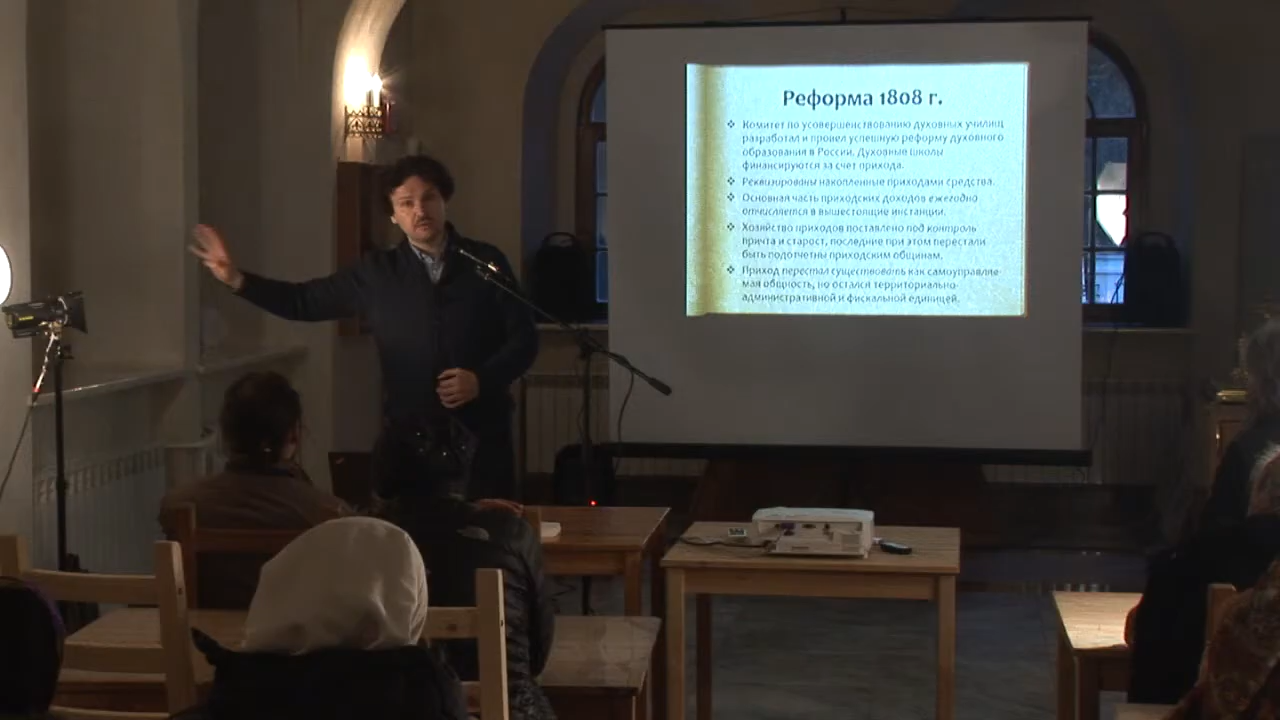 Реформа 1808 г.
❖ Комитет по усовершенствованию духовных училищ
разработал и провел успешную реформу духовного
образования в России. Духовные школы
финансируются за счет прихода.
❖ Реквизированы накопленные приходами средства.
❖ Основная часть приходских доходов ежегодно
отчисляется в вышестоящие инстанции.
❖ Хозяйство приходов поставлено под контроль
причта и старост, последние при этом перестали
быть подотчетны приходским общинам.
❖ Приход перестал существовать как самоуправляе-
мая общность, но остался территориально-
административной и фискальной единицей.